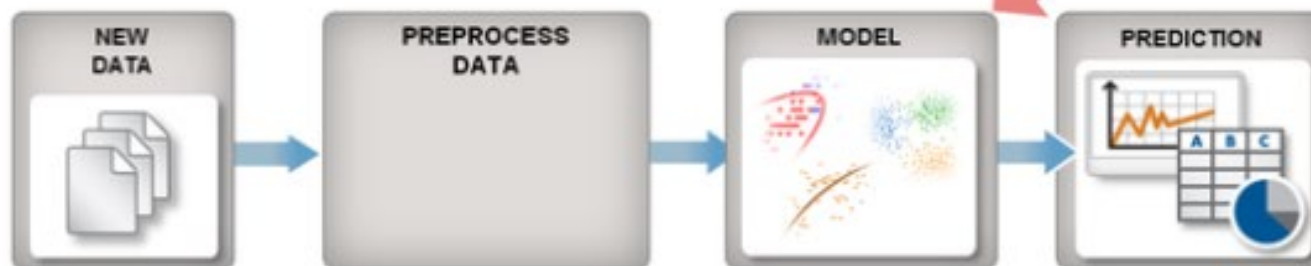 NEW
DATA
PREPROCESS
DATA
MODEL
PREDICTION
A B C